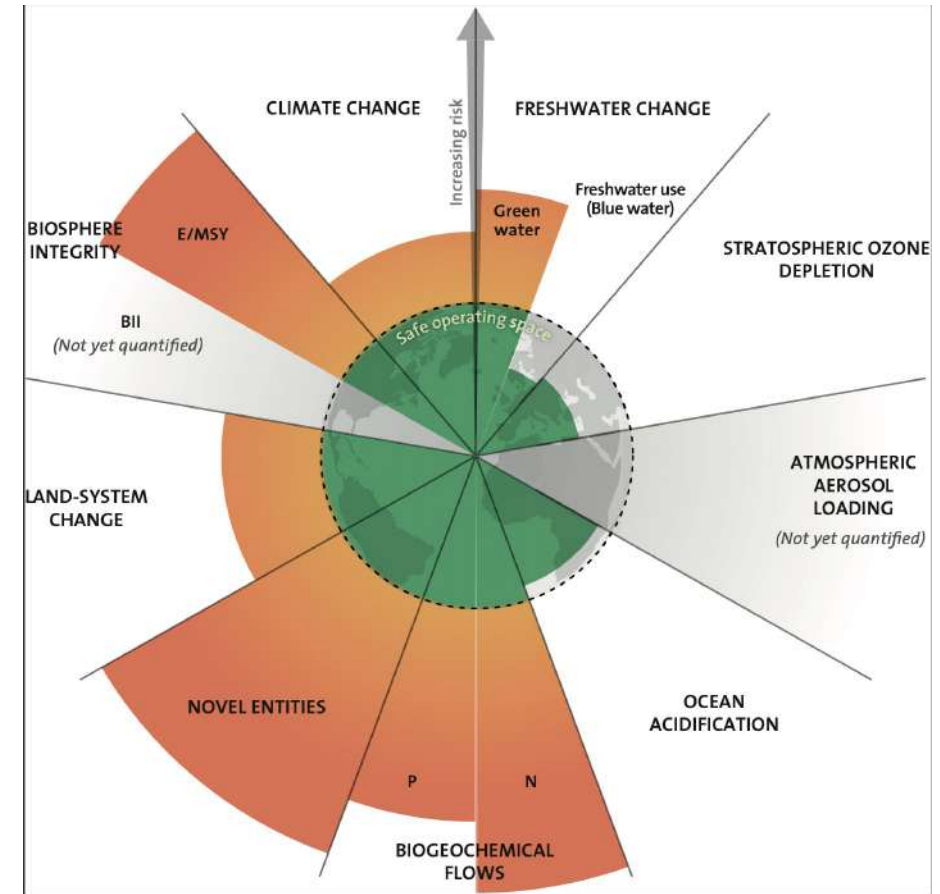 CLIMATE CHANGE
Increasing risk
FRESHWATER CHANGE
Green
water
Freshwater use
(Blue water)
STRATOSPHERIC OZONE
DEPLETION
ATMOSPHERIC
AEROSOL
LOADING
(Not yet quantified)
OCEAN
ACIDIFICATION
BIOGEOCHEMICAL
FLOWS
P
N
NOVEL ENTITIES
LAND-SYSTEM
CHANGE
BIOSPHERE
INTEGRITY
E/MSY
BII
(Not yet quantified)
Safe operating space